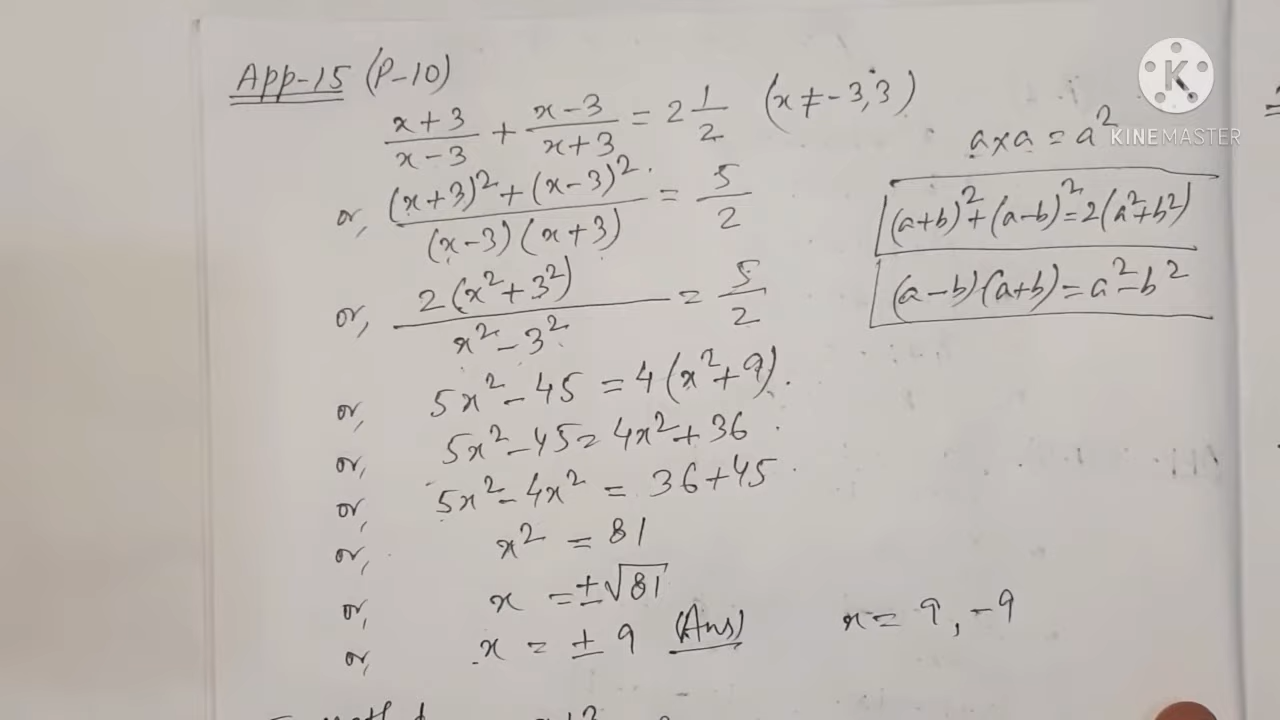 App-15 (P-10)
x+3/x-3 + x-3/x+3 = 2 1/2 (x ≠ -3, 3)
or, (x+3)² + (x-3)²/(x-3)(x+3) = 5/2
or, 2(x²+3²)/x²-3² = 5/2
or, 5x² - 45 = 4(x²+9).
or, 5x² - 45 = 4x² + 36
or, 5x² - 4x² = 36 + 45
or, x² = 81
or, x = ±√81
or, x = ± 9 (Ans) x = 9, -9
K
KINEMASTER
a×a = a²
(a+b)² + (a-b)² = 2(a²+b²)
(a-b)(a+b) = a² - b²